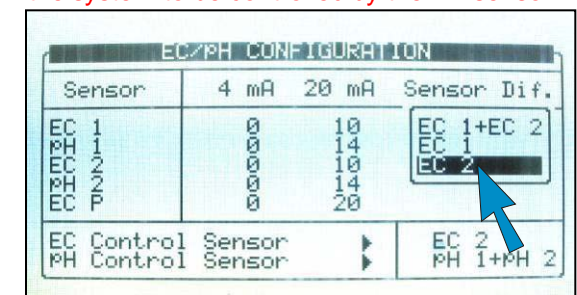 EC/pH CONFIGURATION
Sensor 4 mA 20 mA Sensor Dif.
EC 1 0 10 EC 1+EC 2
pH 1 0 14 EC 1
EC 2 0 10 EC 2
pH 2 0 14
EC P 0 20
EC Control Sensor ▶ EC 2
pH Control Sensor ▶ pH 1+pH 2